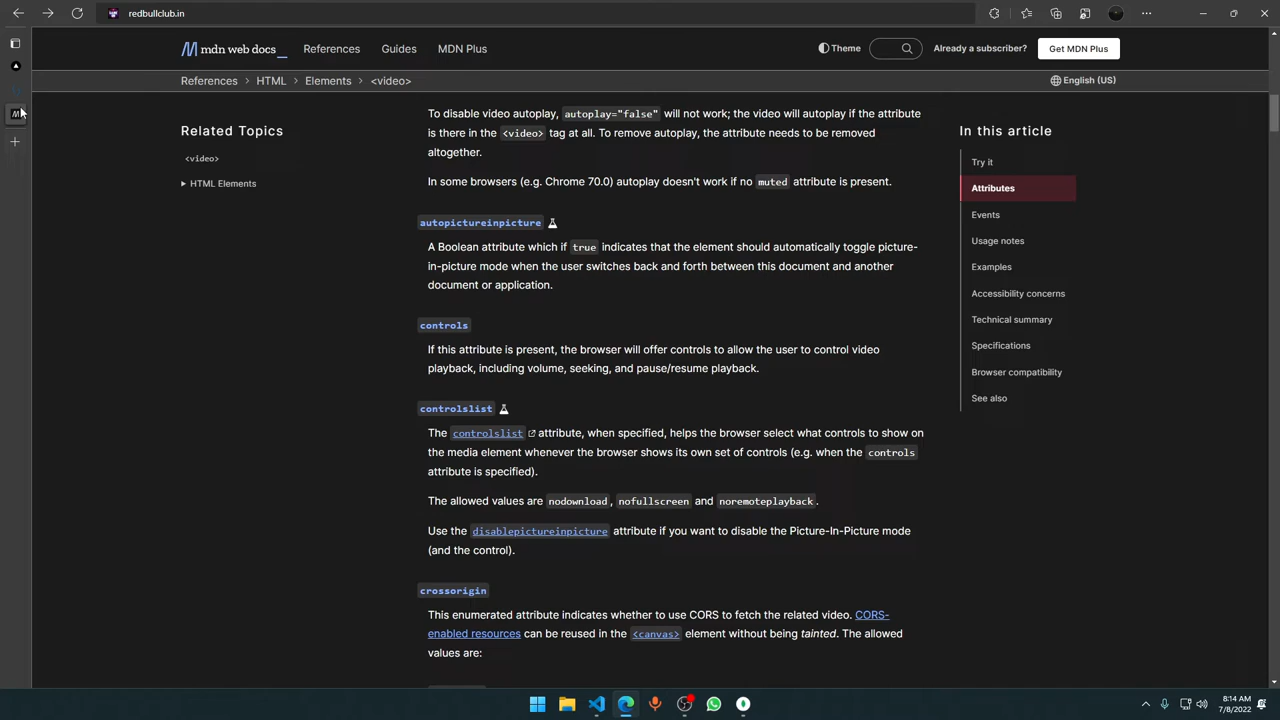 redbullclub.in
mdn web docs_
References
Guides
MDN Plus
Theme
Already a subscriber?
Get MDN Plus
References > HTML > Elements > <video>
English (US)
Related Topics
<video>
HTML Elements
To disable video autoplay, autoplay="false" will not work; the video will autoplay if the attribute
is there in the <video> tag at all. To remove autoplay, the attribute needs to be removed
altogether.
In some browsers (e.g. Chrome 70.0) autoplay doesn't work if no muted attribute is present.
autopictureinpicture
A Boolean attribute which if true indicates that the element should automatically toggle picture-
in-picture mode when the user switches back and forth between this document and another
document or application.
controls
If this attribute is present, the browser will offer controls to allow the user to control video
playback, including volume, seeking, and pause/resume playback.
controlslist
The controlslist attribute, when specified, helps the browser select what controls to show on
the media element whenever the browser shows its own set of controls (e.g. when the controls
attribute is specified).
The allowed values are nodownload, nofullscreen and noremoteplayback.
Use the disablepictureinpicture attribute if you want to disable the Picture-In-Picture mode
(and the control).
crossorigin
This enumerated attribute indicates whether to use CORS to fetch the related video. CORS-
enabled resources can be reused in the <canvas> element without being tainted. The allowed
values are:
In this article
Try it
Attributes
Events
Usage notes
Examples
Accessibility concerns
Technical summary
Specifications
Browser compatibility
See also
8:14 AM
7/8/2022